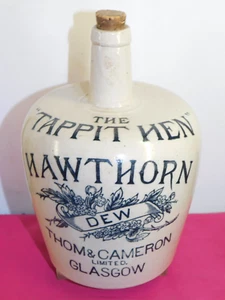 THE
"TAPPIT HEN"
HAWTHORN
DEW
THOM & CAMERON
LIMITED.
GLASGOW